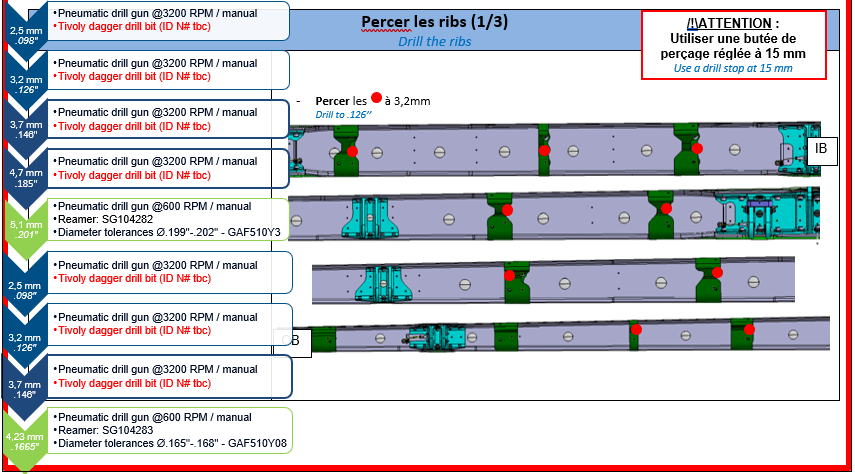 2,5 mm
.098"
•Pneumatic drill gun @3200 RPM / manual
•Tivoly dagger drill bit (ID N# tbc)
3,2 mm
.126"
•Pneumatic drill gun @3200 RPM / manual
•Tivoly dagger drill bit (ID N# tbc)
3,7 mm
.146"
•Pneumatic drill gun @3200 RPM / manual
•Tivoly dagger drill bit (ID N# tbc)
4,7 mm
.185"
•Pneumatic drill gun @3200 RPM / manual
•Tivoly dagger drill bit (ID N# tbc)
5,1 mm
.201"
•Pneumatic drill gun @600 RPM / manual
•Reamer: SG104282
•Diameter tolerances Ø.199"-.202" - GAF510Y3
2,5 mm
.098"
•Pneumatic drill gun @3200 RPM / manual
•Tivoly dagger drill bit (ID N# tbc)
3,2 mm
.126"
•Pneumatic drill gun @3200 RPM / manual
•Tivoly dagger drill bit (ID N# tbc)
3,7 mm
.146"
•Pneumatic drill gun @3200 RPM / manual
•Tivoly dagger drill bit (ID N# tbc)
4,23 mm
.1665"
•Pneumatic drill gun @600 RPM / manual
•Reamer: SG104283
•Diameter tolerances Ø.165"-.168" - GAF510Y08
Percer les ribs (1/3)
Drill the ribs
/!\ATTENTION :
Utiliser une butée de
perçage réglée à 15 mm
Use a drill stop at 15 mm
- Percer les à 3,2mm
Drill to .126''
IB